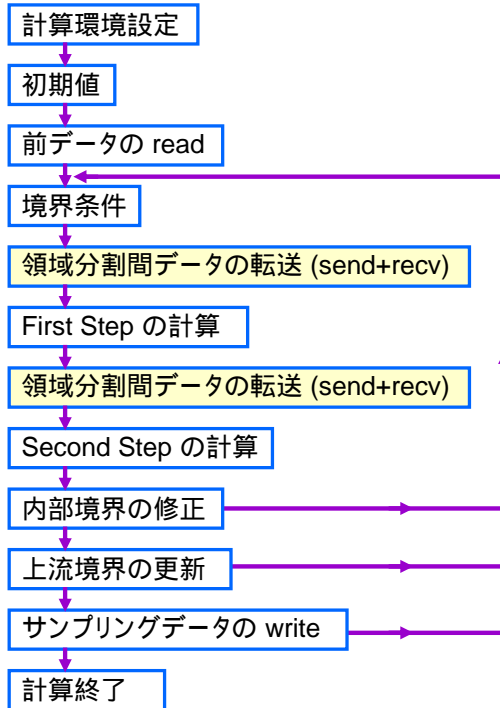 計算環境設定
初期値
前データの read
境界条件
領域分割間データの転送 (send+recv)
First Step の計算
領域分割間データの転送 (send+recv)
Second Step の計算
内部境界の修正
上流境界の更新
サンプリングデータの write
計算終了